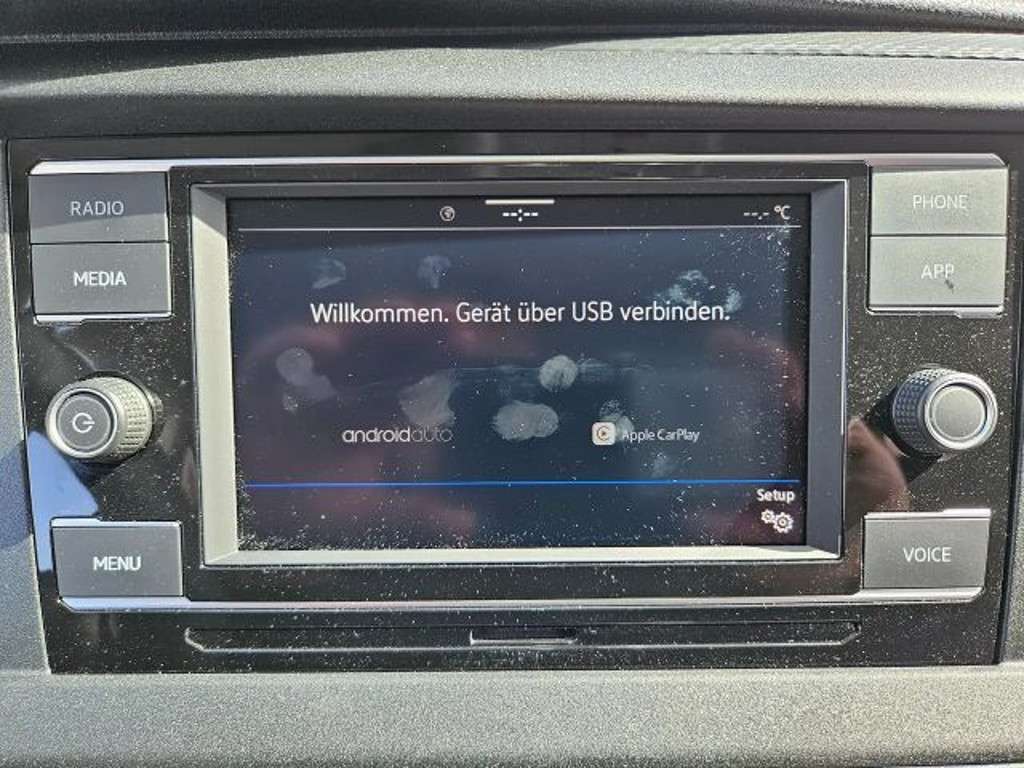 RADIO
MEDIA
MENU
--:--
--.- °C
Willkommen. Gerät über USB verbinden.
androidauto
Apple CarPlay
Setup
PHONE
APP
VOICE